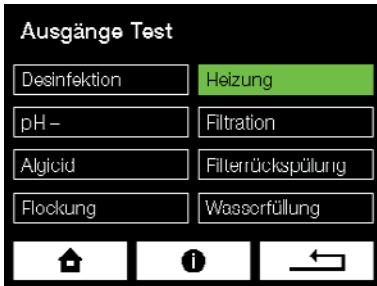 Ausgänge Test
Desinfektion
Heizung
pH –
Filtration
Algicid
Filterrückspülung
Flockung
Wasserfüllung